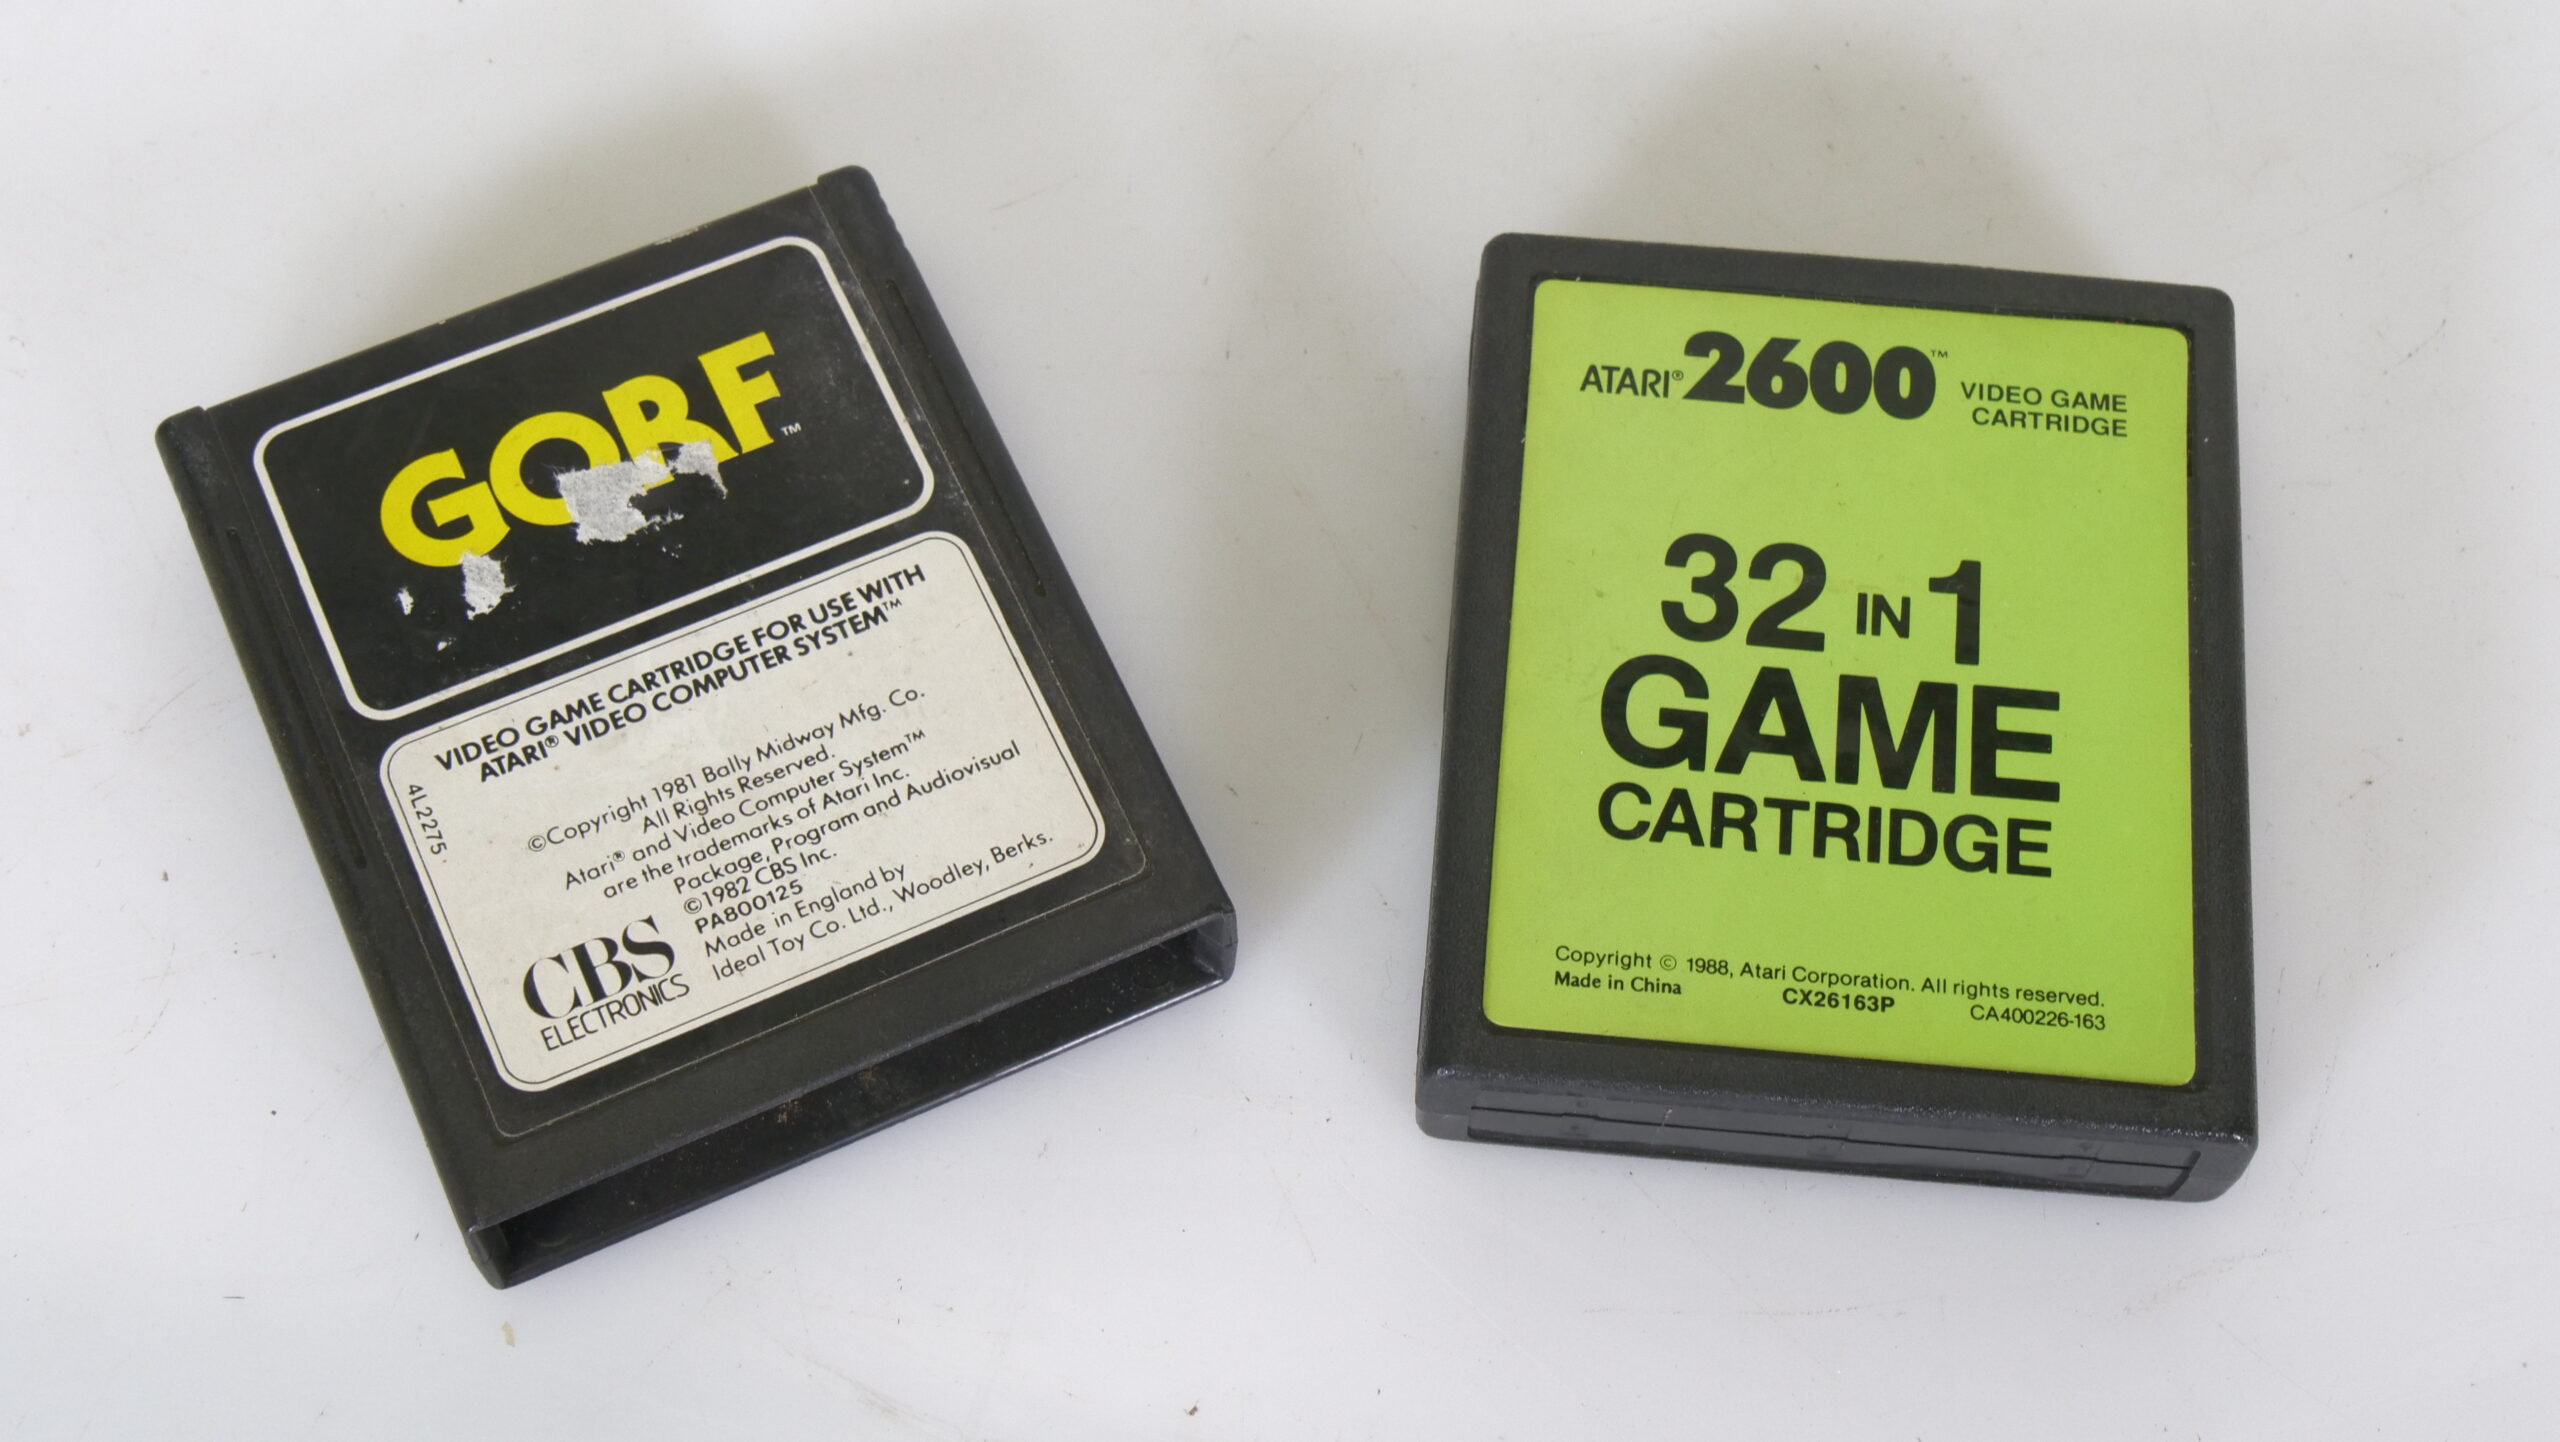 GORF™
VIDEO GAME CARTRIDGE FOR USE WITH
ATARI® VIDEO COMPUTER SYSTEM™
©Copyright 1981 Bally Midway Mfg. Co.
All Rights Reserved.
Atari® and Video Computer System™
are the trademarks of Atari Inc.
Package, Program and Audiovisual
©1982 CBS Inc.
PA800125
Made in England by
Ideal Toy Co. Ltd., Woodley, Berks.
4L2275
CBS
ELECTRONICS
ATARI® 2600™ VIDEO GAME
CARTRIDGE
32 IN 1
GAME
CARTRIDGE
Copyright © 1988, Atari Corporation. All rights reserved.
Made in China
CX26163P
CA400226-163